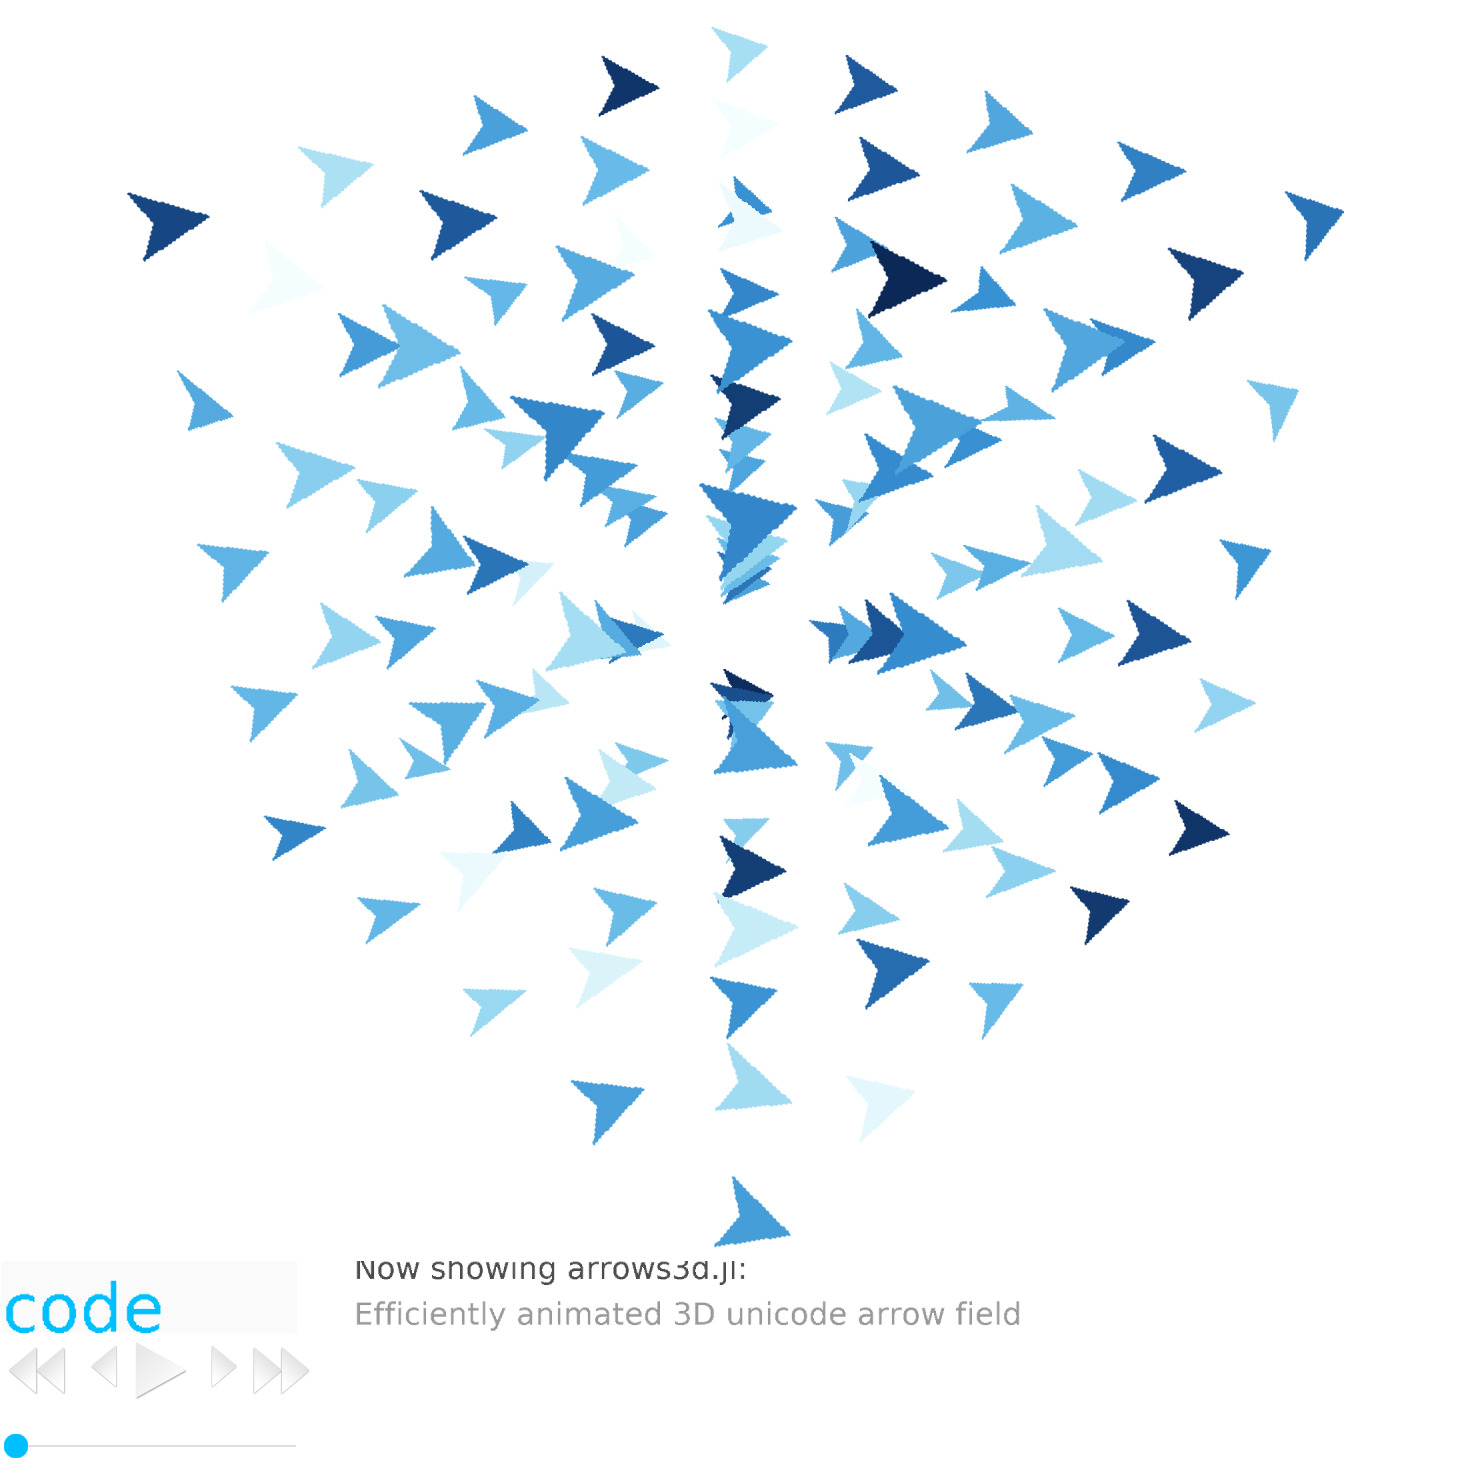 Now showing arrows3d.jl:
code
Efficiently animated 3D unicode arrow field